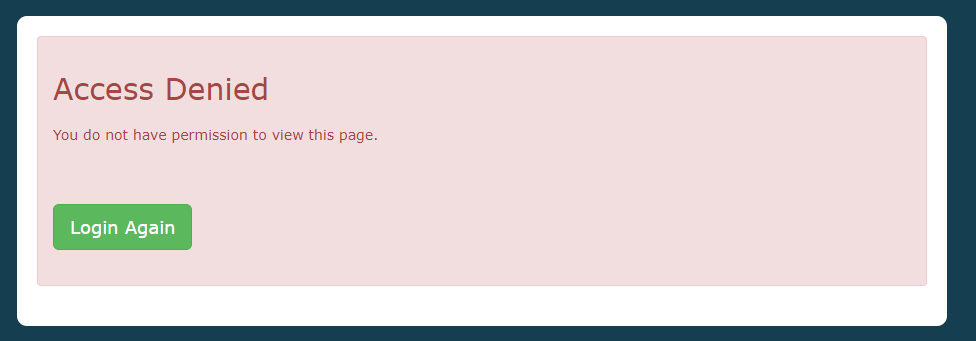 Access Denied
You do not have permission to view this page.
Login Again